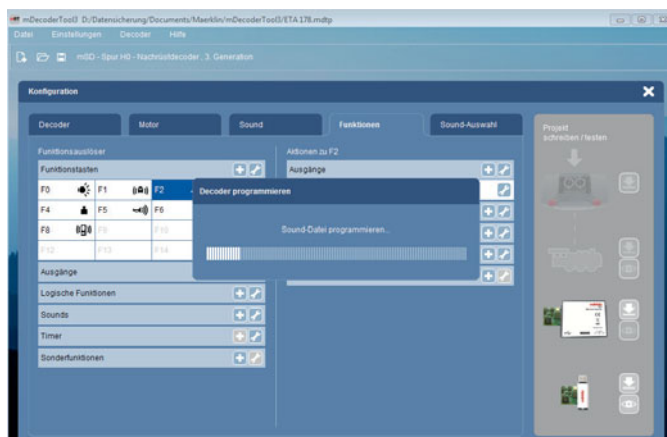 mDecoderTool3 D:/Datensicherung/Documents/Maerklin/mDecoderTool3/ETA 178.mdtp
Datei Einstellungen Decoder Hilfe
mSD - Spur H0 - Nachrüstdecoder , 3. Generation
Konfiguration
Decoder Motor Sound Funktionen Sound-Auswahl
Projekt
schreiben / testen
Funktionsauslöser Aktionen zu F2
Funktionstasten Ausgänge
F0 F1 F2
Decoder programmieren
F4 F5 F6
F8 F9 F10
Sound-Datei programmieren...
F12 F13 F14
Ausgänge
Logische Funktionen
Sounds
Timer
Sonderfunktionen